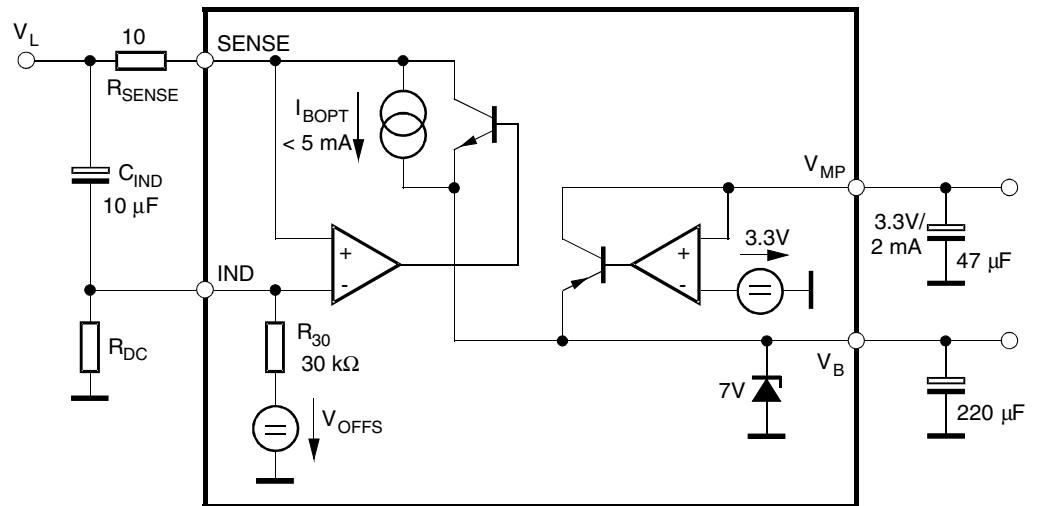 V_L
10
R_SENSE
SENSE
I_BOPT
< 5 mA
C_IND
10 µF
+
-
IND
R_DC
R_30
30 kΩ
V_OFFS
V_MP
3.3V
+
-
3.3V/
2 mA
47 µF
V_B
7V
220 µF